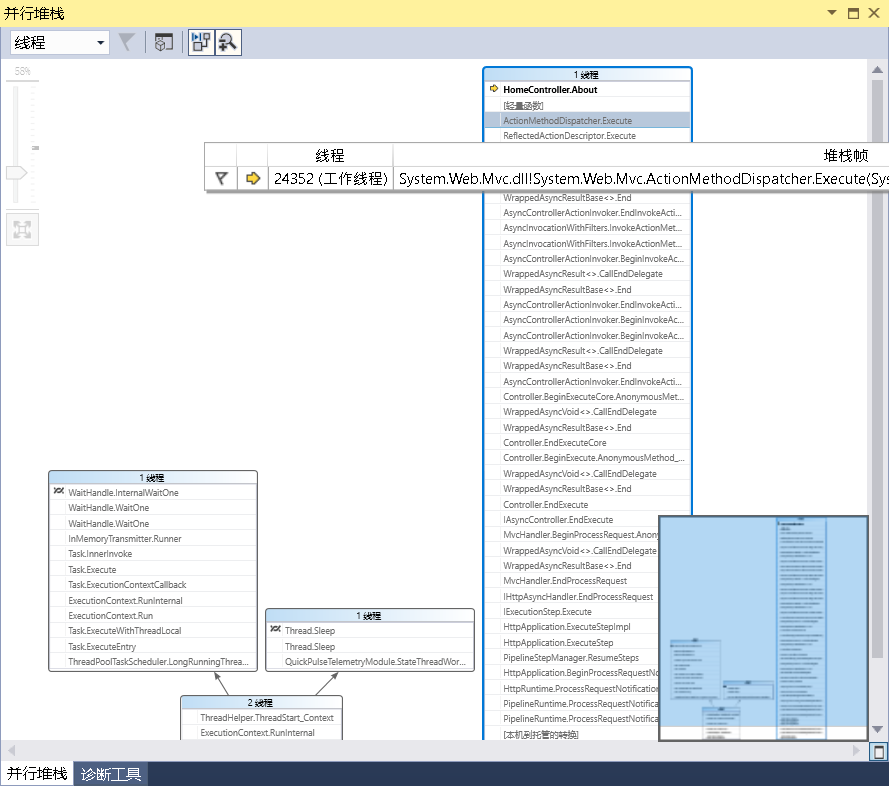 并行堆栈
线程
58%
1 线程
HomeController.About
[轻量函数]
ActionMethodDispatcher.Execute
ReflectedActionDescriptor.Execute
线程 堆栈帧
24352 (工作线程) System.Web.Mvc.dll!System.Web.Mvc.ActionMethodDispatcher.Execute(Sys
WrappedAsyncResultBase<>.End
AsyncControllerActionInvoker.EndInvokeActi...
AsyncInvocationWithFilters.InvokeActionMet...
AsyncInvocationWithFilters.InvokeActionMet...
AsyncControllerActionInvoker.BeginInvokeAc...
WrappedAsyncResult<>.CallEndDelegate
WrappedAsyncResultBase<>.End
AsyncControllerActionInvoker.EndInvokeActi...
AsyncControllerActionInvoker.BeginInvokeAc...
AsyncControllerActionInvoker.BeginInvokeAc...
WrappedAsyncResult<>.CallEndDelegate
WrappedAsyncResultBase<>.End
AsyncControllerActionInvoker.EndInvokeActi...
Controller.BeginExecuteCore.AnonymousMet...
WrappedAsyncVoid<>.CallEndDelegate
WrappedAsyncResultBase<>.End
Controller.EndExecuteCore
Controller.BeginExecute.AnonymousMethod_...
WrappedAsyncVoid<>.CallEndDelegate
WrappedAsyncResultBase<>.End
Controller.EndExecute
IAsyncController.EndExecute
MvcHandler.BeginProcessRequest.Anony
WrappedAsyncVoid<>.CallEndDelegate
WrappedAsyncResultBase<>.End
MvcHandler.EndProcessRequest
IHttpAsyncHandler.EndProcessRequest
IExecutionStep.Execute
HttpApplication.ExecuteStepImpl
HttpApplication.ExecuteStep
PipelineStepManager.ResumeSteps
HttpApplication.BeginProcessRequestNo
HttpRuntime.ProcessRequestNotification
PipelineRuntime.ProcessRequestNotifica
PipelineRuntime.ProcessRequestNotifica
[本机到托管的转换]
1 线程
WaitHandle.InternalWaitOne
WaitHandle.WaitOne
WaitHandle.WaitOne
InMemoryTransmitter.Runner
Task.InnerInvoke
Task.Execute
Task.ExecutionContextCallback
ExecutionContext.RunInternal
ExecutionContext.Run
Task.ExecuteWithThreadLocal
Task.ExecuteEntry
ThreadPoolTaskScheduler.LongRunningThrea...
1 线程
Thread.Sleep
Thread.Sleep
QuickPulseTelemetryModule.StateThreadWor...
2 线程
ThreadHelper.ThreadStart_Context
ExecutionContext.RunInternal
并行堆栈 诊断工具